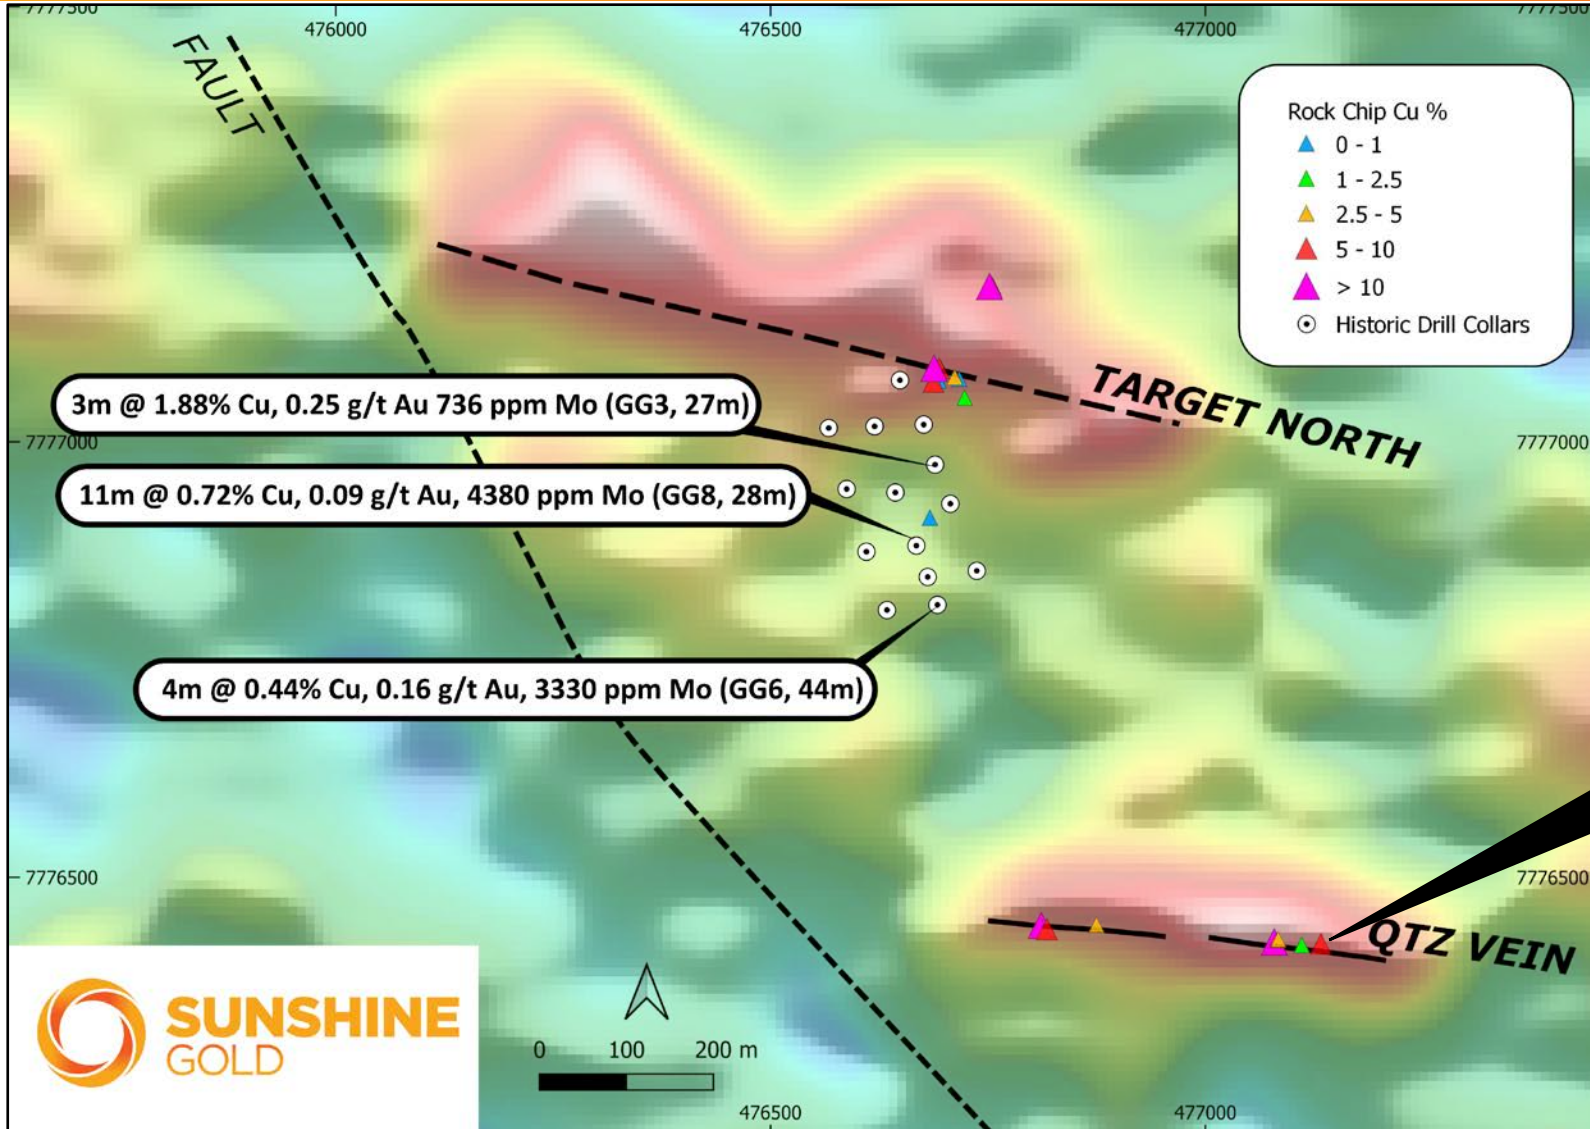 7777500
7777500
476000
476500
477000
FAULT
Rock Chip Cu %
0 - 1
1 - 2.5
2.5 - 5
5 - 10
> 10
Historic Drill Collars
TARGET NORTH
3m @ 1.88% Cu, 0.25 g/t Au 736 ppm Mo (GG3, 27m)
7777000
7777000
11m @ 0.72% Cu, 0.09 g/t Au, 4380 ppm Mo (GG8, 28m)
4m @ 0.44% Cu, 0.16 g/t Au, 3330 ppm Mo (GG6, 44m)
7776500
7776500
QTZ VEIN
SUNSHINE
GOLD
0 100 200 m
476500
477000